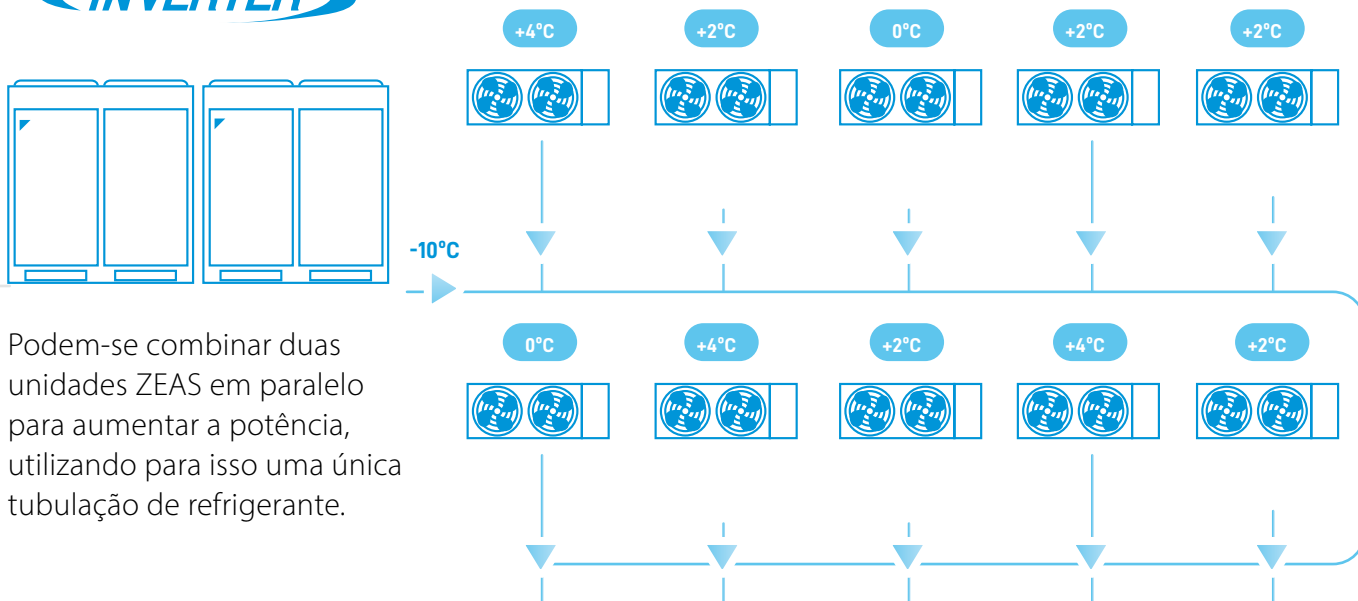 INVERTER
+4°C +2°C 0°C +2°C +2°C
-10°C
0°C +4°C +2°C +4°C +2°C
Podem-se combinar duas
unidades ZEAS em paralelo
para aumentar a potência,
utilizando para isso uma única
tubulação de refrigerante.